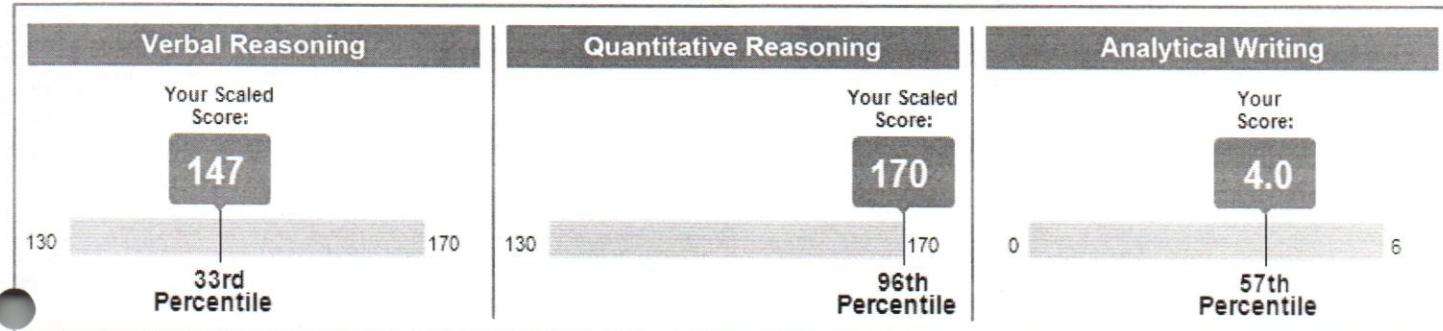 Verbal Reasoning
Your Scaled
Score:
147
130
170
33rd
Percentile
Quantitative Reasoning
Your Scaled
Score:
170
130
170
96th
Percentile
Analytical Writing
Your
Score:
4.0
0
6
57th
Percentile